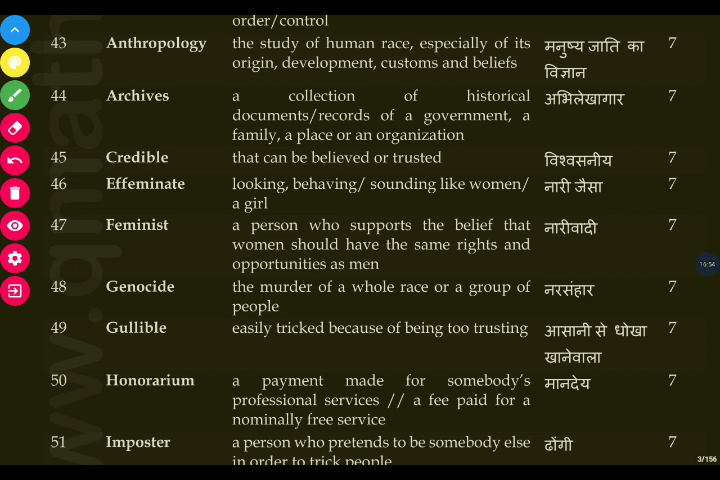 order/control
43 Anthropology the study of human race, especially of its मनुष्य जाति का 7
origin, development, customs and beliefs विज्ञान
44 Archives a collection of historical अभिलेखागार 7
documents/records of a government, a
family, a place or an organization
45 Credible that can be believed or trusted विश्वसनीय 7
46 Effeminate looking, behaving/ sounding like women/ नारी जैसा 7
a girl
47 Feminist a person who supports the belief that नारीवादी 7
women should have the same rights and
opportunities as men
48 Genocide the murder of a whole race or a group of नरसंहार 7
people
49 Gullible easily tricked because of being too trusting आसानी से धोखा 7
खानेवाला
50 Honorarium a payment made for somebody's मानदेय 7
professional services // a fee paid for a
nominally free service
51 Imposter a person who pretends to be somebody else ढोंगी 7
in order to trick people
16:54
3/156
www.qmath